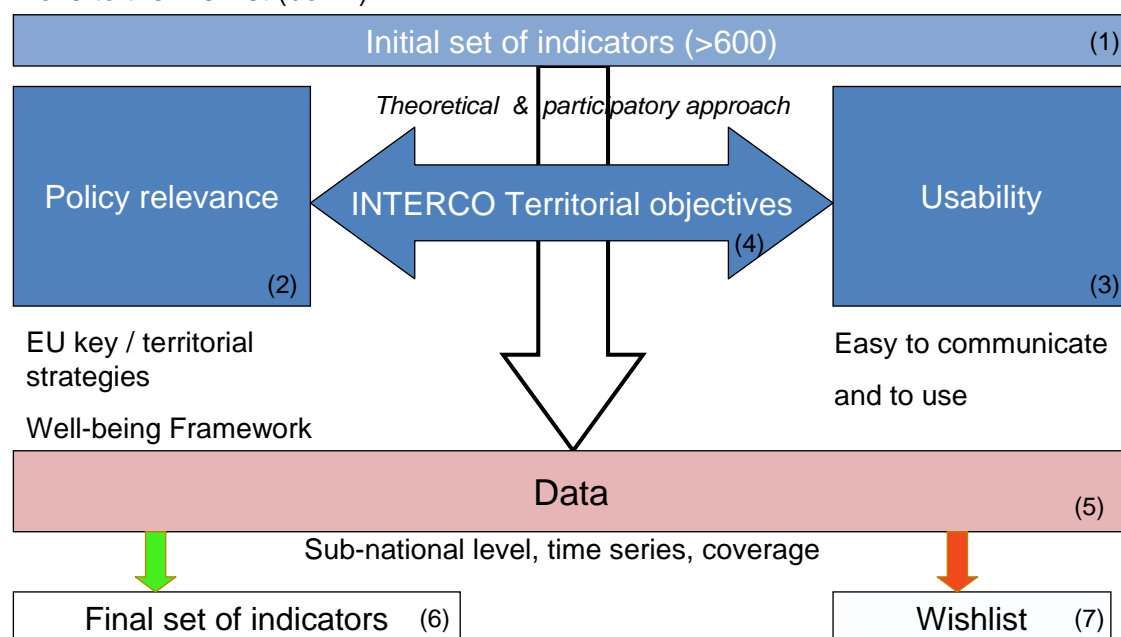 Initial set of indicators (>600) (1)
Theoretical & participatory approach
Policy relevance
(2)
INTERCO Territorial objectives
(4)
Usability
(3)
EU key / territorial
strategies
Well-being Framework
Easy to communicate
and to use
Data
(5)
Sub-national level, time series, coverage
Final set of indicators (6)
Wishlist (7)